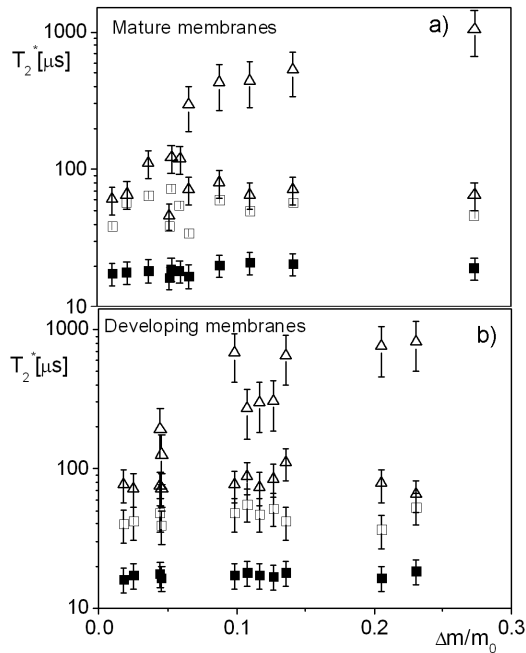 Mature membranes
a)
T₂*[μs]
1000
100
10
Developing membranes
b)
T₂*[μs]
1000
100
10
0.0 0.1 0.2 0.3
Δm/m₀